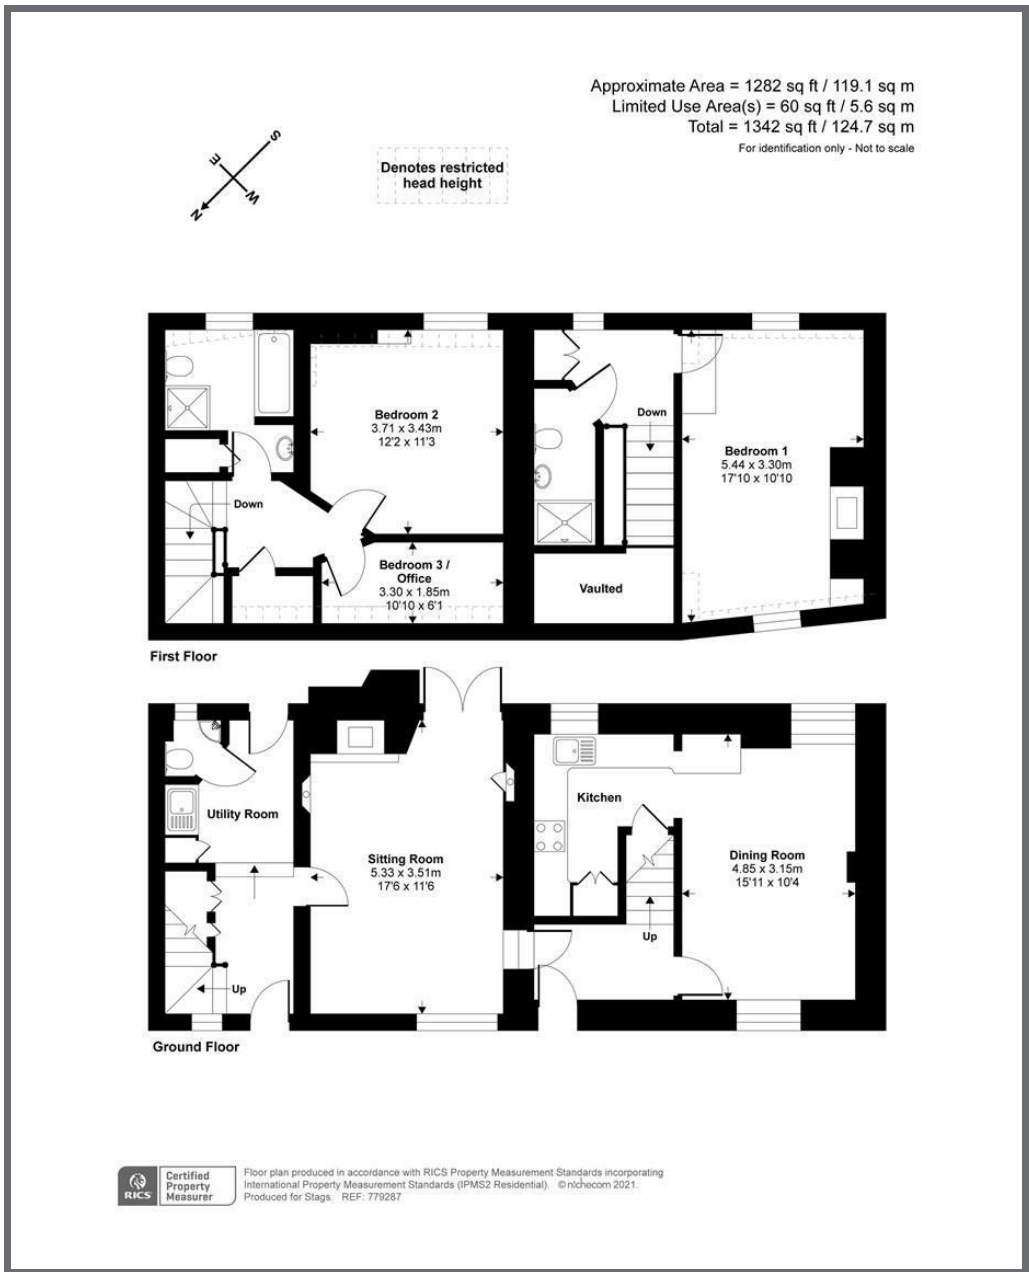 Approximate Area = 1282 sq ft / 119.1 sq m
Limited Use Area(s) = 60 sq ft / 5.6 sq m
Total = 1342 sq ft / 124.7 sq m
For identification only - Not to scale
S
E
W
N
Denotes restricted
head height
Bedroom 2
3.71 x 3.43m
12'2 x 11'3
Down
Bedroom 3 /
Office
3.30 x 1.85m
10'10 x 6'1
Down
Bedroom 1
5.44 x 3.30m
17'10 x 10'10
Vaulted
First Floor
Utility Room
Up
Sitting Room
5.33 x 3.51m
17'6 x 11'6
Kitchen
Up
Dining Room
4.85 x 3.15m
15'11 x 10'4
Ground Floor
RICS
Certified
Property
Measurer
Floor plan produced in accordance with RICS Property Measurement Standards incorporating
International Property Measurement Standards (IPMS2 Residential). ©nichecom 2021.
Produced for Stags. REF: 779287